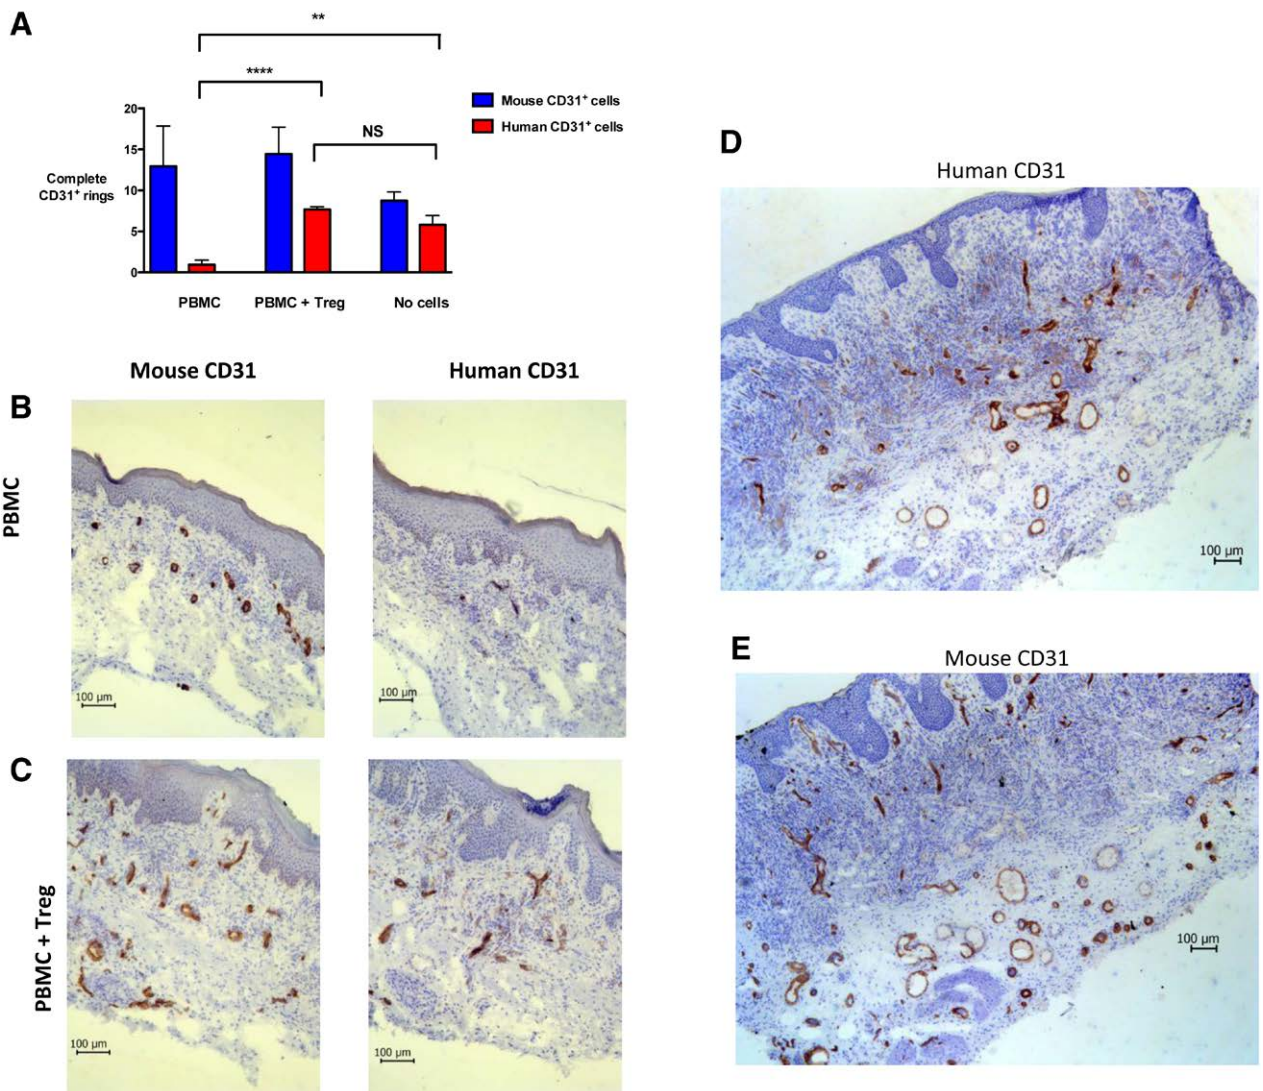 A
**
****
NS
20
15
10
5
0
Complete
CD31⁺ rings
PBMC
PBMC + Treg
No cells
Mouse CD31⁺ cells
Human CD31⁺ cells
Mouse CD31
Human CD31
B
PBMC
100 µm
100 µm
C
PBMC + Treg
100 µm
100 µm
D
Human CD31
100 µm
E
Mouse CD31
100 µm